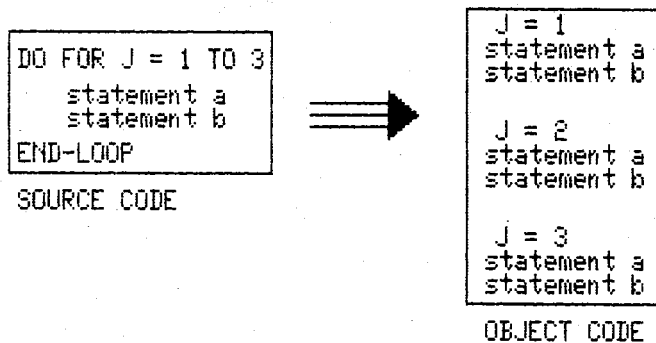 DO FOR J = 1 TO 3
statement a
statement b
END-LOOP
SOURCE CODE
J = 1
statement a
statement b
J = 2
statement a
statement b
J = 3
statement a
statement b
OBJECT CODE